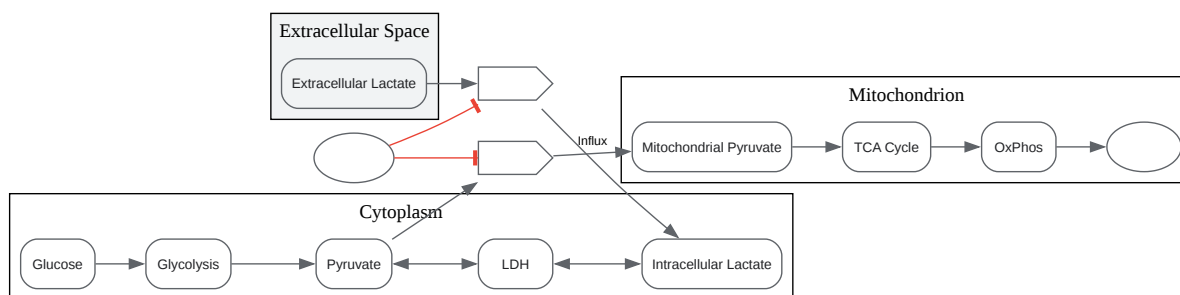 Extracellular Space
Extracellular Lactate
Influx
Mitochondrion
Mitochondrial Pyruvate
TCA Cycle
OxPhos
Cytoplasm
Glucose
Glycolysis
Pyruvate
LDH
Intracellular Lactate